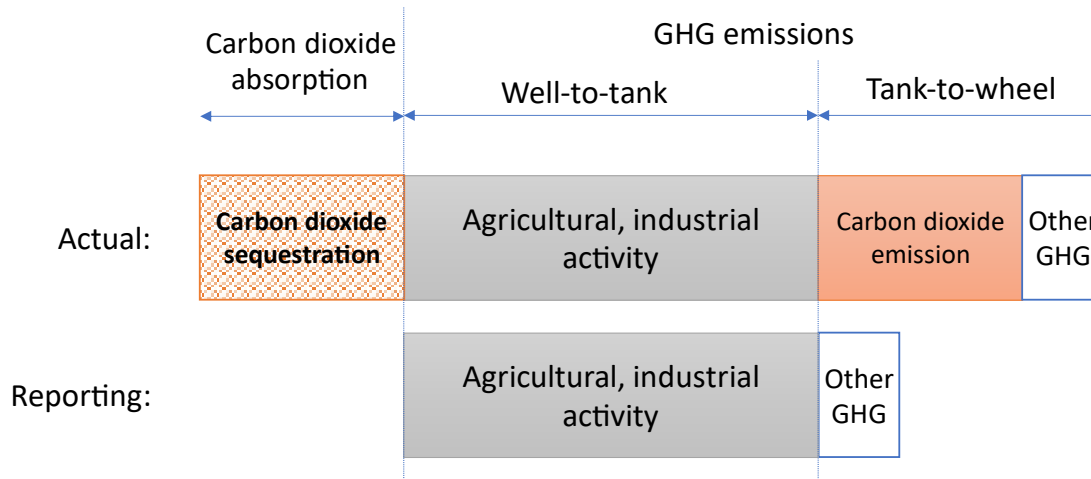 Carbon dioxide
absorption
GHG emissions
Well-to-tank
Tank-to-wheel
Actual:
Carbon dioxide
sequestration
Agricultural, industrial
activity
Carbon dioxide
emission
Other
GHG
Reporting:
Agricultural, industrial
activity
Other
GHG